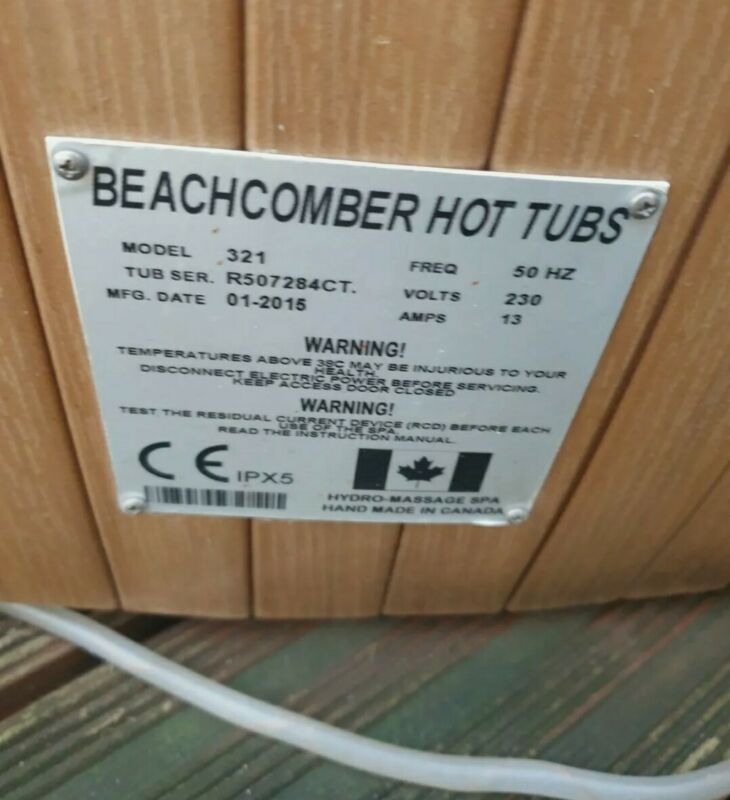 BEACHCOMBER HOT TUBS
MODEL 321
TUB SER. R507284CT.
MFG. DATE 01-2015
FREQ 50 HZ
VOLTS 230
AMPS 13
WARNING!
TEMPERATURES ABOVE 39C MAY BE INJURIOUS TO YOUR
HEALTH.
DISCONNECT ELECTRIC POWER BEFORE SERVICING.
KEEP ACCESS DOOR CLOSED
WARNING!
TEST THE RESIDUAL CURRENT DEVICE (RCD) BEFORE EACH
USE OF THE SPA.
READ THE INSTRUCTION MANUAL.
CE IPX5
HYDRO-MASSAGE SPA
HAND MADE IN CANADA